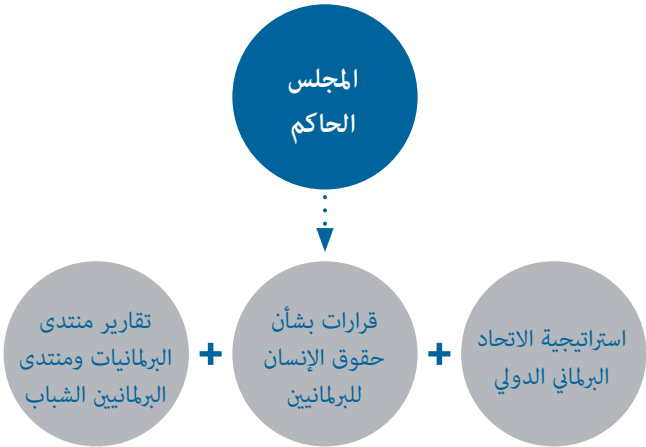 المجلس
الحاكم
استراتيجية الاتحاد
البرلماني الدولي
+
قرارات بشأن
حقوق الإنسان
للبرلمانيين
+
تقارير منتدى
البرلمانيات ومنتدى
البرلمانيين الشباب